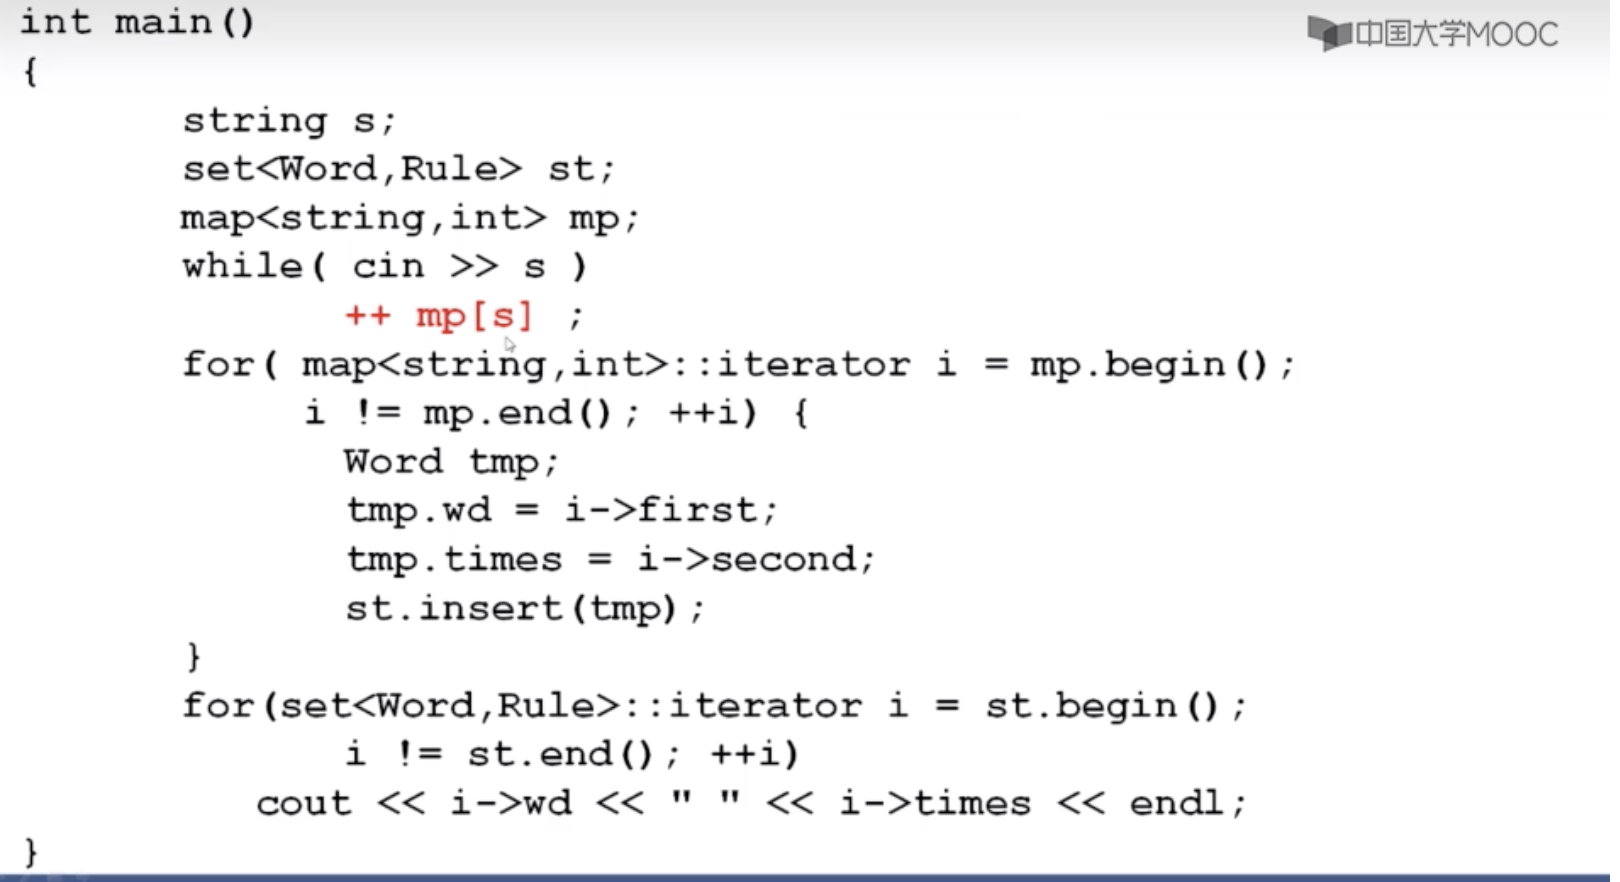 int main()
中国大学MOOC
{
string s;
set<Word,Rule> st;
map<string,int> mp;
while( cin >> s )
++ mp[s] ;
for( map<string,int>::iterator i = mp.begin();
i != mp.end(); ++i) {
Word tmp;
tmp.wd = i->first;
tmp.times = i->second;
st.insert(tmp);
}
for(set<Word,Rule>::iterator i = st.begin();
i != st.end(); ++i)
cout << i->wd << " " << i->times << endl;
}